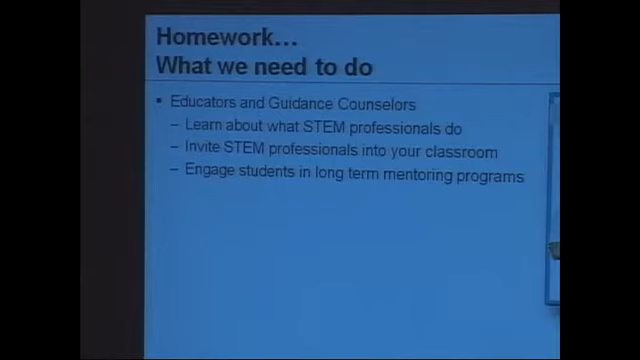 Homework…
What we need to do
▪ Educators and Guidance Counselors
– Learn about what STEM professionals do
– Invite STEM professionals into your classroom
– Engage students in long term mentoring programs